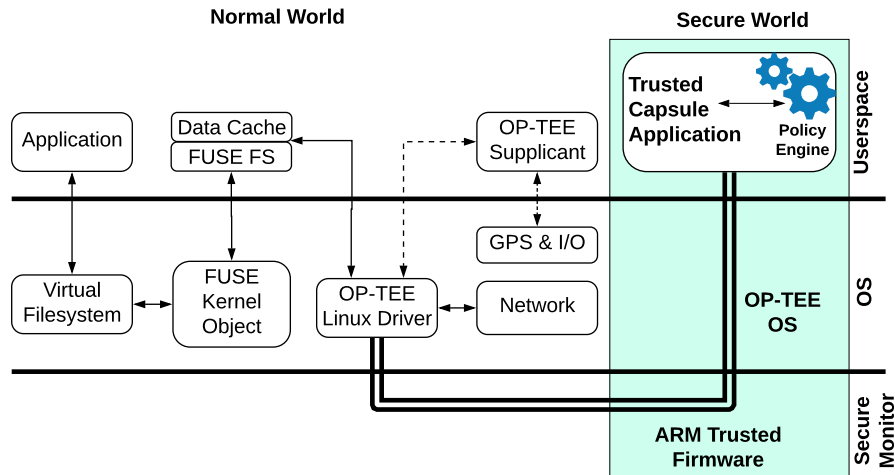 Normal World
Secure World
Application
Data Cache
FUSE FS
OP-TEE
Supplicant
Trusted
Capsule
Application
Policy
Engine
Userspace
GPS & I/O
Virtual
Filesystem
FUSE
Kernel
Object
OP-TEE
Linux Driver
Network
OP-TEE
OS
OS
ARM Trusted
Firmware
Secure
Monitor